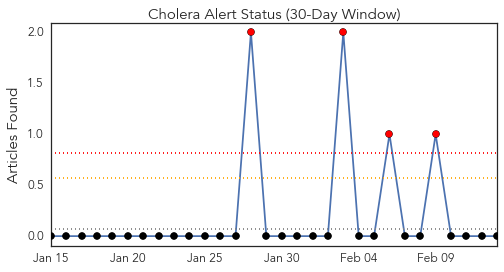 Cholera Alert Status (30-Day Window)
Articles Found
2.0
1.5
1.0
0.5
0.0
Jan 15 Jan 20 Jan 25 Jan 30 Feb 04 Feb 09